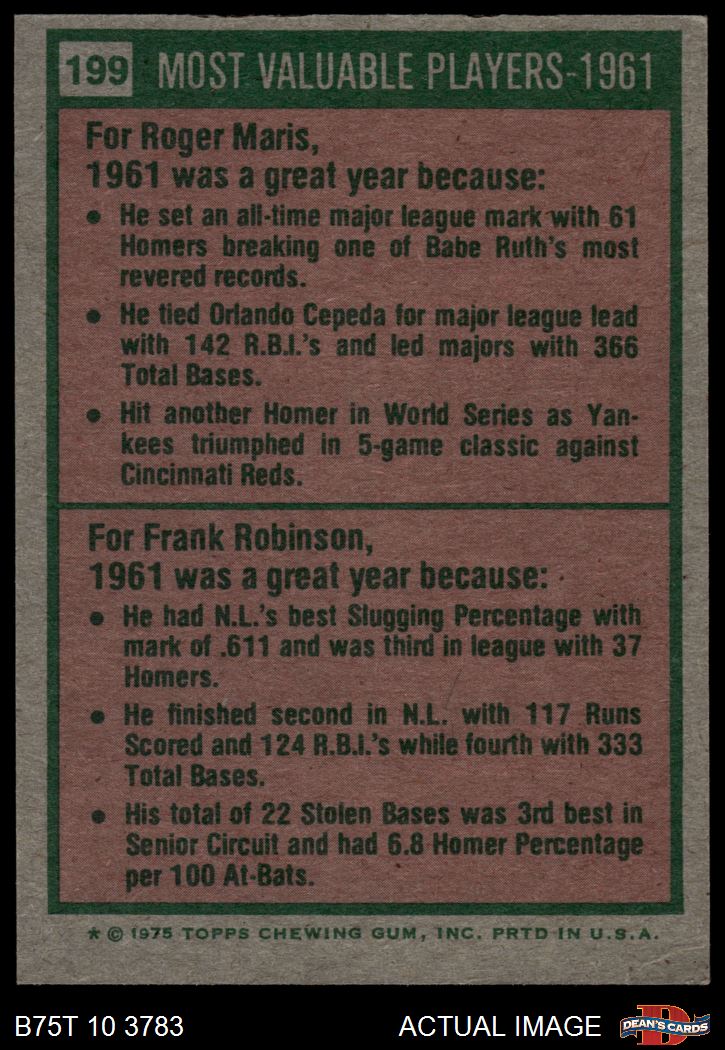 199 MOST VALUABLE PLAYERS-1961
For Roger Maris,
1961 was a great year because:
● He set an all-time major league mark with 61
Homers breaking one of Babe Ruth's most
revered records.
● He tied Orlando Cepeda for major league lead
with 142 R.B.I.'s and led majors with 366
Total Bases.
● Hit another Homer in World Series as Yan-
kees triumphed in 5-game classic against
Cincinnati Reds.
For Frank Robinson,
1961 was a great year because:
● He had N.L.'s best Slugging Percentage with
mark of .611 and was third in league with 37
Homers.
● He finished second in N.L. with 117 Runs
Scored and 124 R.B.I.'s while fourth with 333
Total Bases.
● His total of 22 Stolen Bases was 3rd best in
Senior Circuit and had 6.8 Homer Percentage
per 100 At-Bats.
* © 1975 TOPPS CHEWING GUM, INC. PRTD IN U.S.A.
B75T 10 3783 ACTUAL IMAGE D DEAN'S CARDS